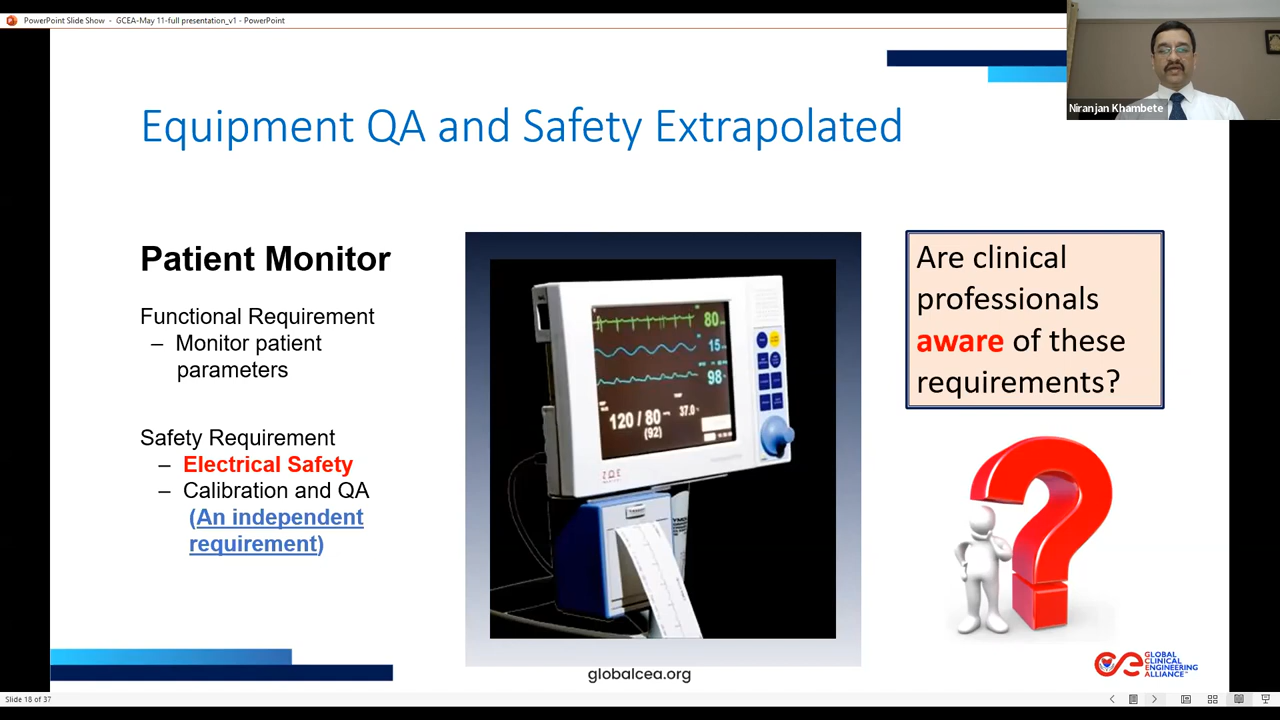 PowerPoint Slide Show - GCEA-May 11-full presentation_v1 - PowerPoint
Niranjan Khambete
Equipment QA and Safety Extrapolated
Patient Monitor
Functional Requirement
– Monitor patient
parameters
Safety Requirement
– Electrical Safety
– Calibration and QA
(An independent
requirement)
80
15
98
120 / 80
37.0
(92)
ZOE
Are clinical
professionals
aware of these
requirements?
globalcea.org
GLOBAL
CLINICAL
ENGINEERING
ALLIANCE
Slide 18 of 37